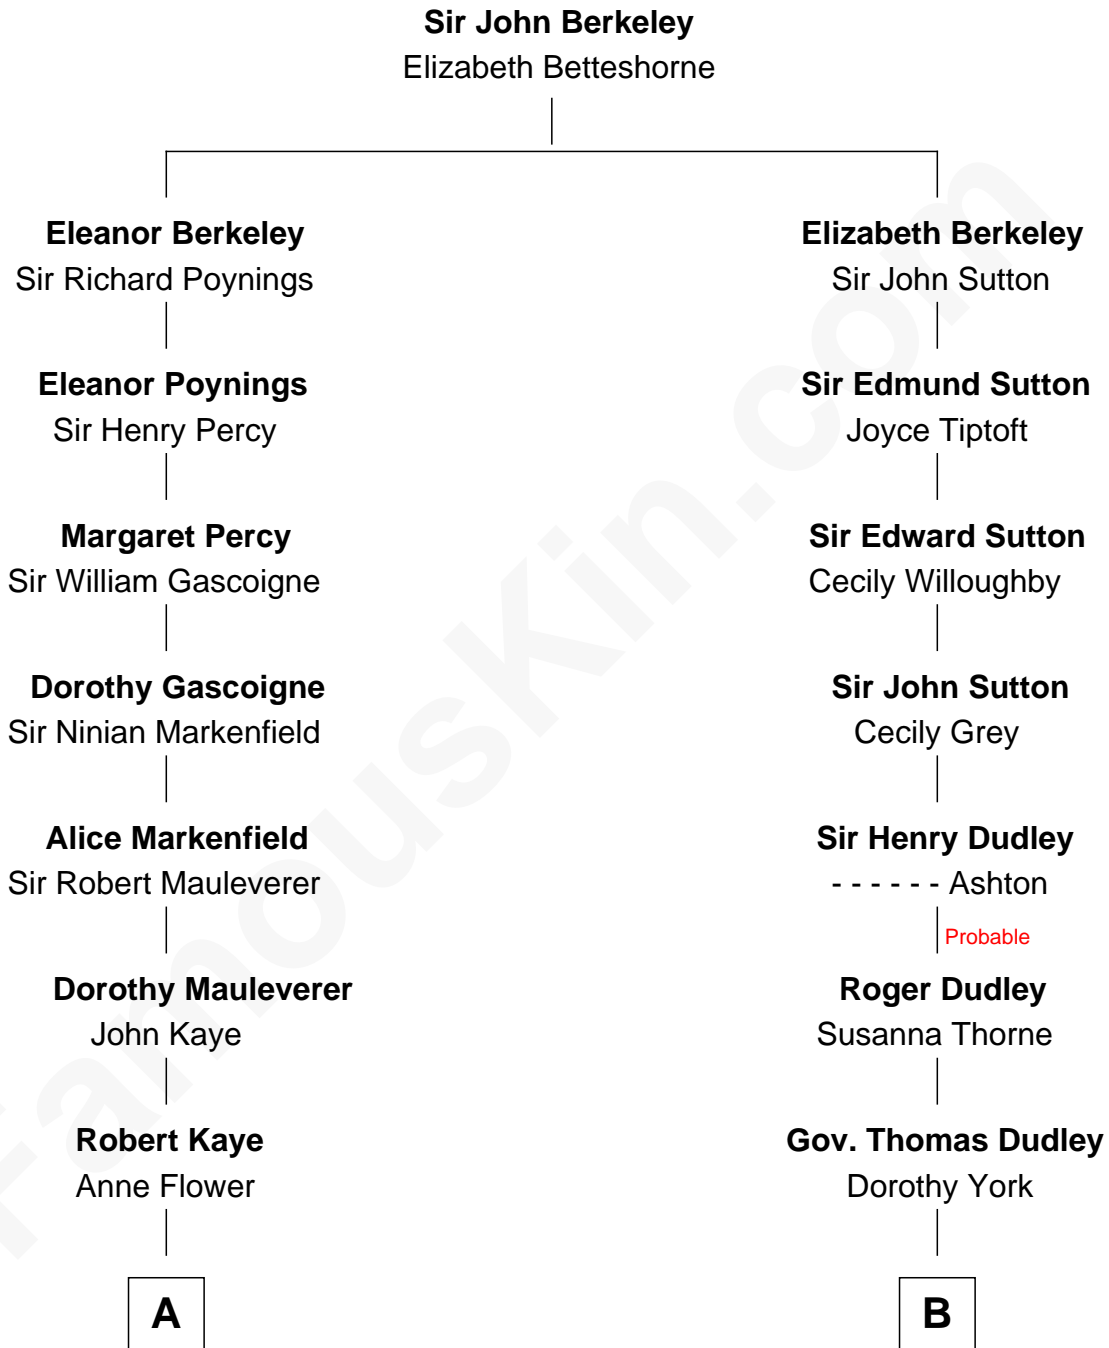 Sir John Berkeley
Elizabeth Betteshorne
Eleanor Berkeley
Sir Richard Poynings
Elizabeth Berkeley
Sir John Sutton
Eleanor Poynings
Sir Henry Percy
Sir Edmund Sutton
Joyce Tiptoft
Margaret Percy
Sir William Gascoigne
Sir Edward Sutton
Cecily Willoughby
Dorothy Gascoigne
Sir Ninian Markenfield
Sir John Sutton
Cecily Grey
Alice Markenfield
Sir Robert Mauleverer
Sir Henry Dudley
- - - - - - Ashton
Probable
Dorothy Mauleverer
John Kaye
Roger Dudley
Susanna Thorne
Robert Kaye
Anne Flower
Gov. Thomas Dudley
Dorothy York
A
B
FamousKin.com